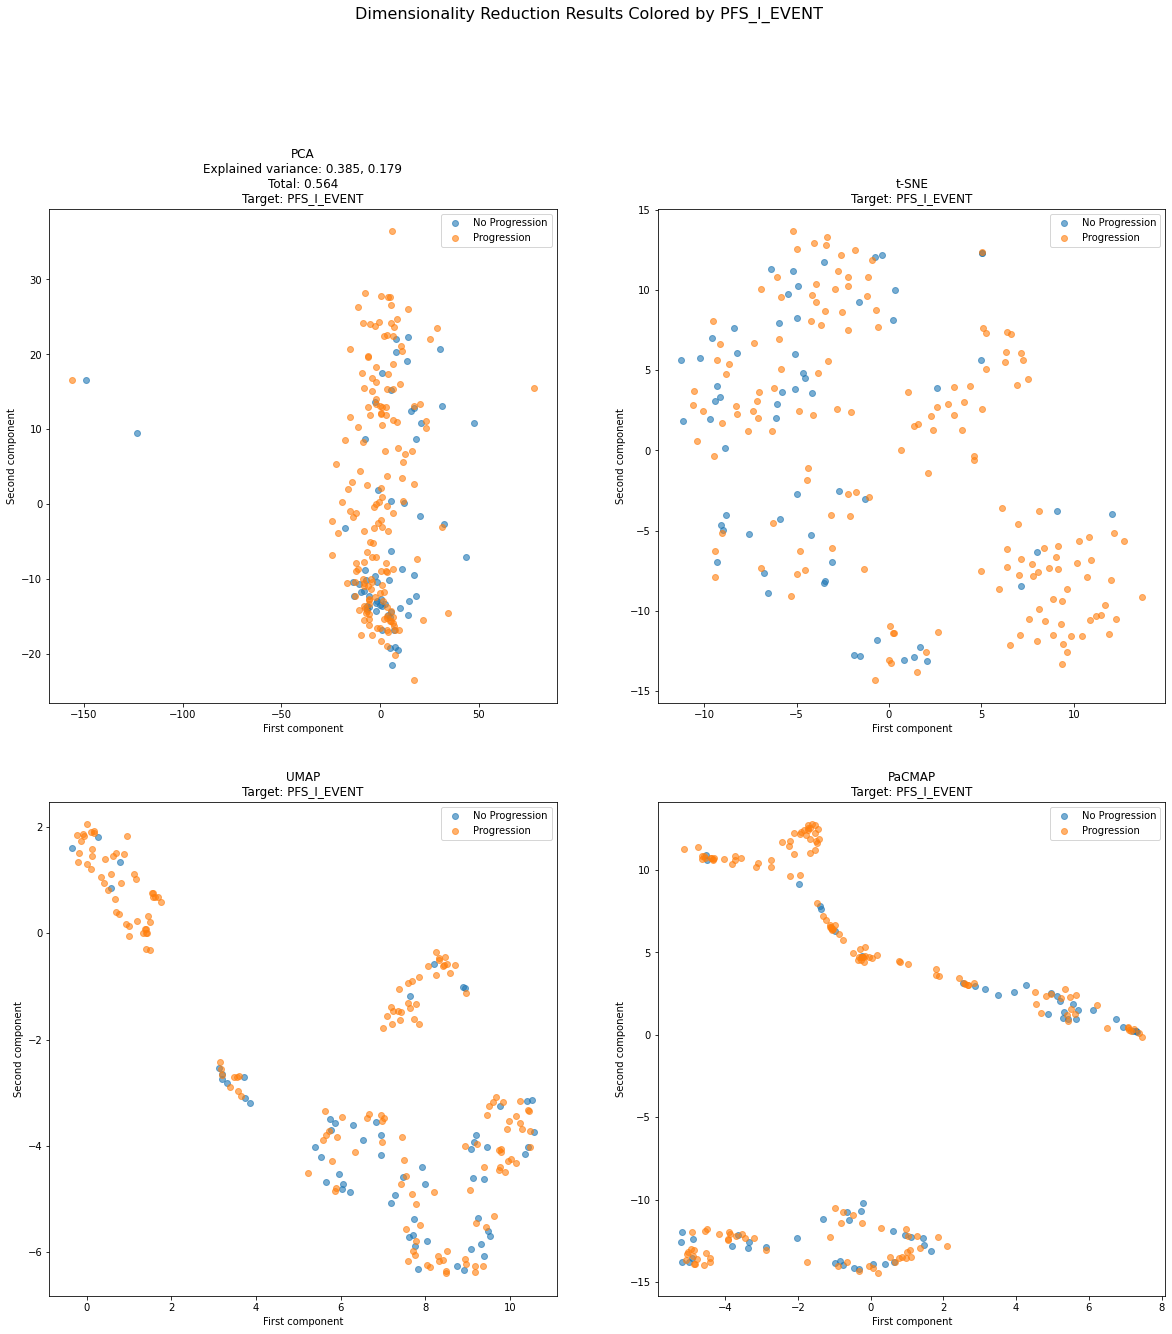 Dimensionality Reduction Results Colored by PFS_I_EVENT
PCA
Explained variance: 0.385, 0.179
Total: 0.564
Target: PFS_I_EVENT
No Progression
Progression
30
20
10
0
−10
−20
Second component
−150
−100
−50
0
50
First component
t-SNE
Target: PFS_I_EVENT
No Progression
Progression
15
10
5
0
−5
−10
−15
Second component
−10
−5
0
5
10
First component
UMAP
Target: PFS_I_EVENT
No Progression
Progression
2
0
−2
−4
−6
Second component
0
2
4
6
8
10
First component
PaCMAP
Target: PFS_I_EVENT
No Progression
Progression
10
5
0
−5
−10
−15
Second component
−4
−2
0
2
4
6
8
First component